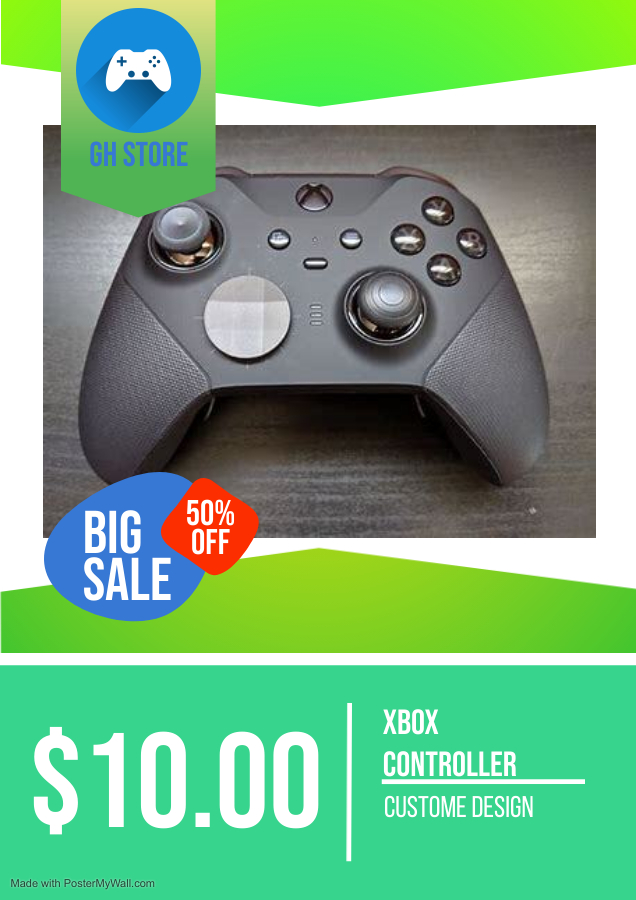 GH STORE
BIG
SALE
50%
OFF
$10.00
XBOX
CONTROLLER
CUSTOME DESIGN
Made with PosterMyWall.com